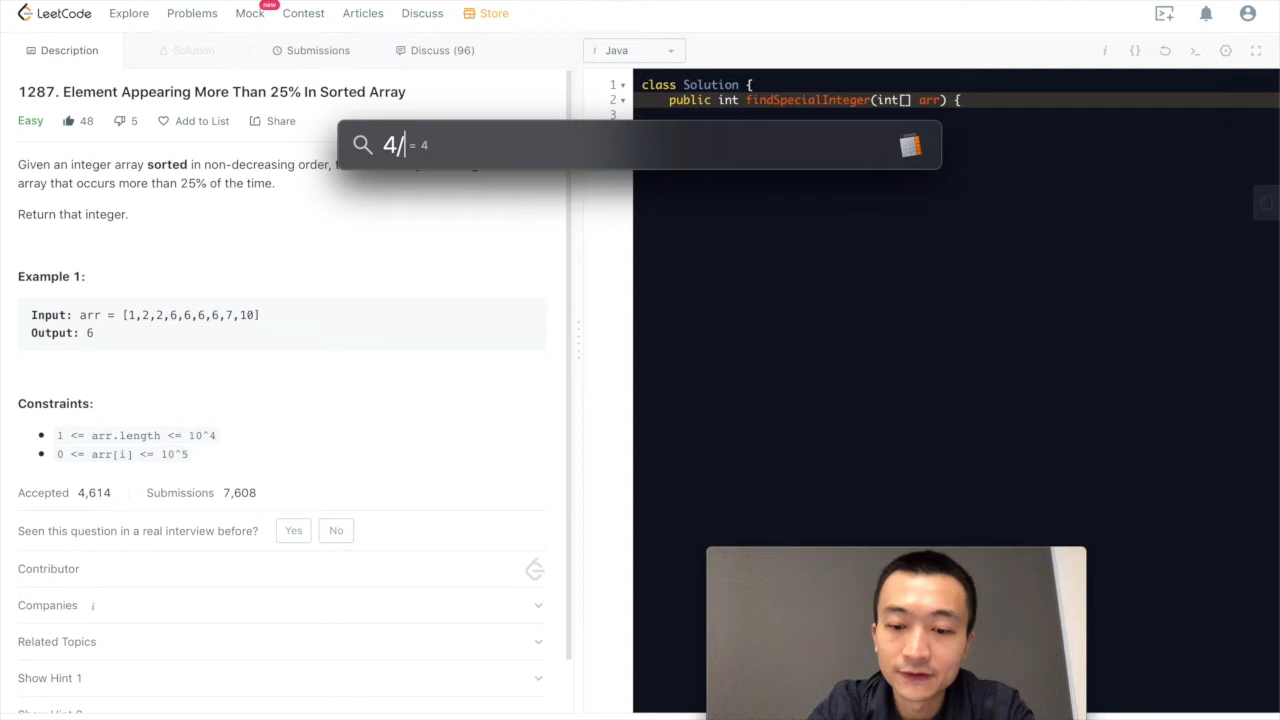 LeetCode Explore Problems Mock new Contest Articles Discuss Store
Description Solution Submissions Discuss (96)
i Java
1287. Element Appearing More Than 25% In Sorted Array
Easy 48 5 Add to List Share
Given an integer array sorted in non-decreasing order,
array that occurs more than 25% of the time.
Return that integer.
Example 1:
Input: arr = [1,2,2,6,6,6,6,7,10]
Output: 6
Constraints:
1 <= arr.length <= 10^4
0 <= arr[i] <= 10^5
Accepted 4,614 Submissions 7,608
Seen this question in a real interview before? Yes No
Contributor
Companies i
Related Topics
Show Hint 1
1 class Solution {
2 public int findSpecialInteger(int[] arr) {
3
4/ = 4